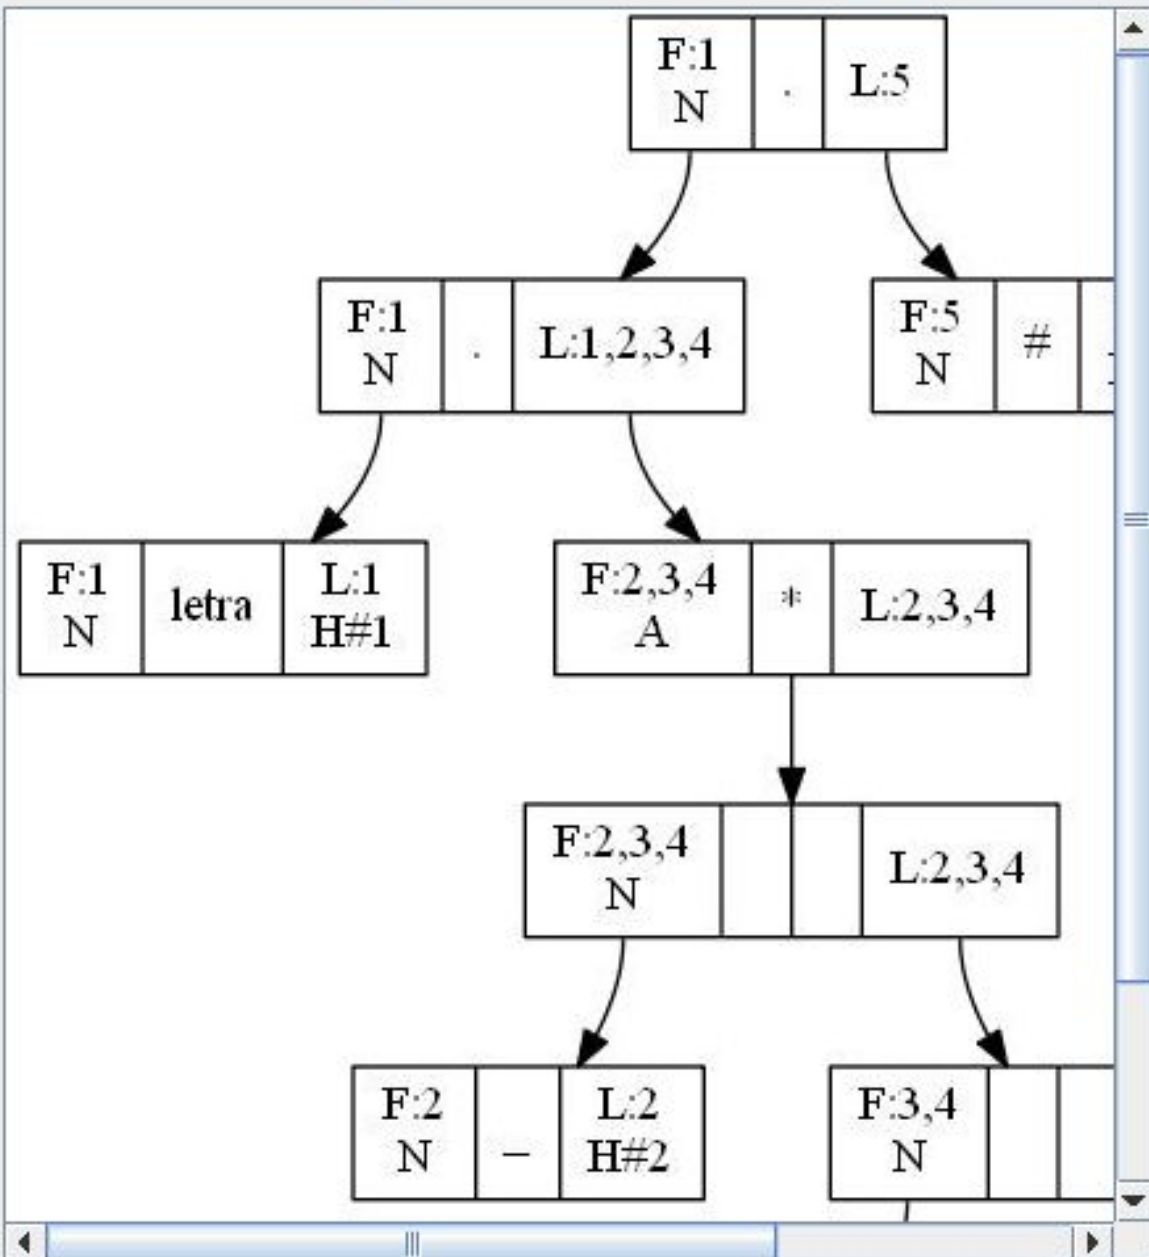 F:1
N
.
L:5
F:1
N
.
L:1,2,3,4
F:5
N
#
F:1
N
letra
L:1
H#1
F:2,3,4
A
*
L:2,3,4
F:2,3,4
N
L:2,3,4
F:2
N
_
L:2
H#2
F:3,4
N